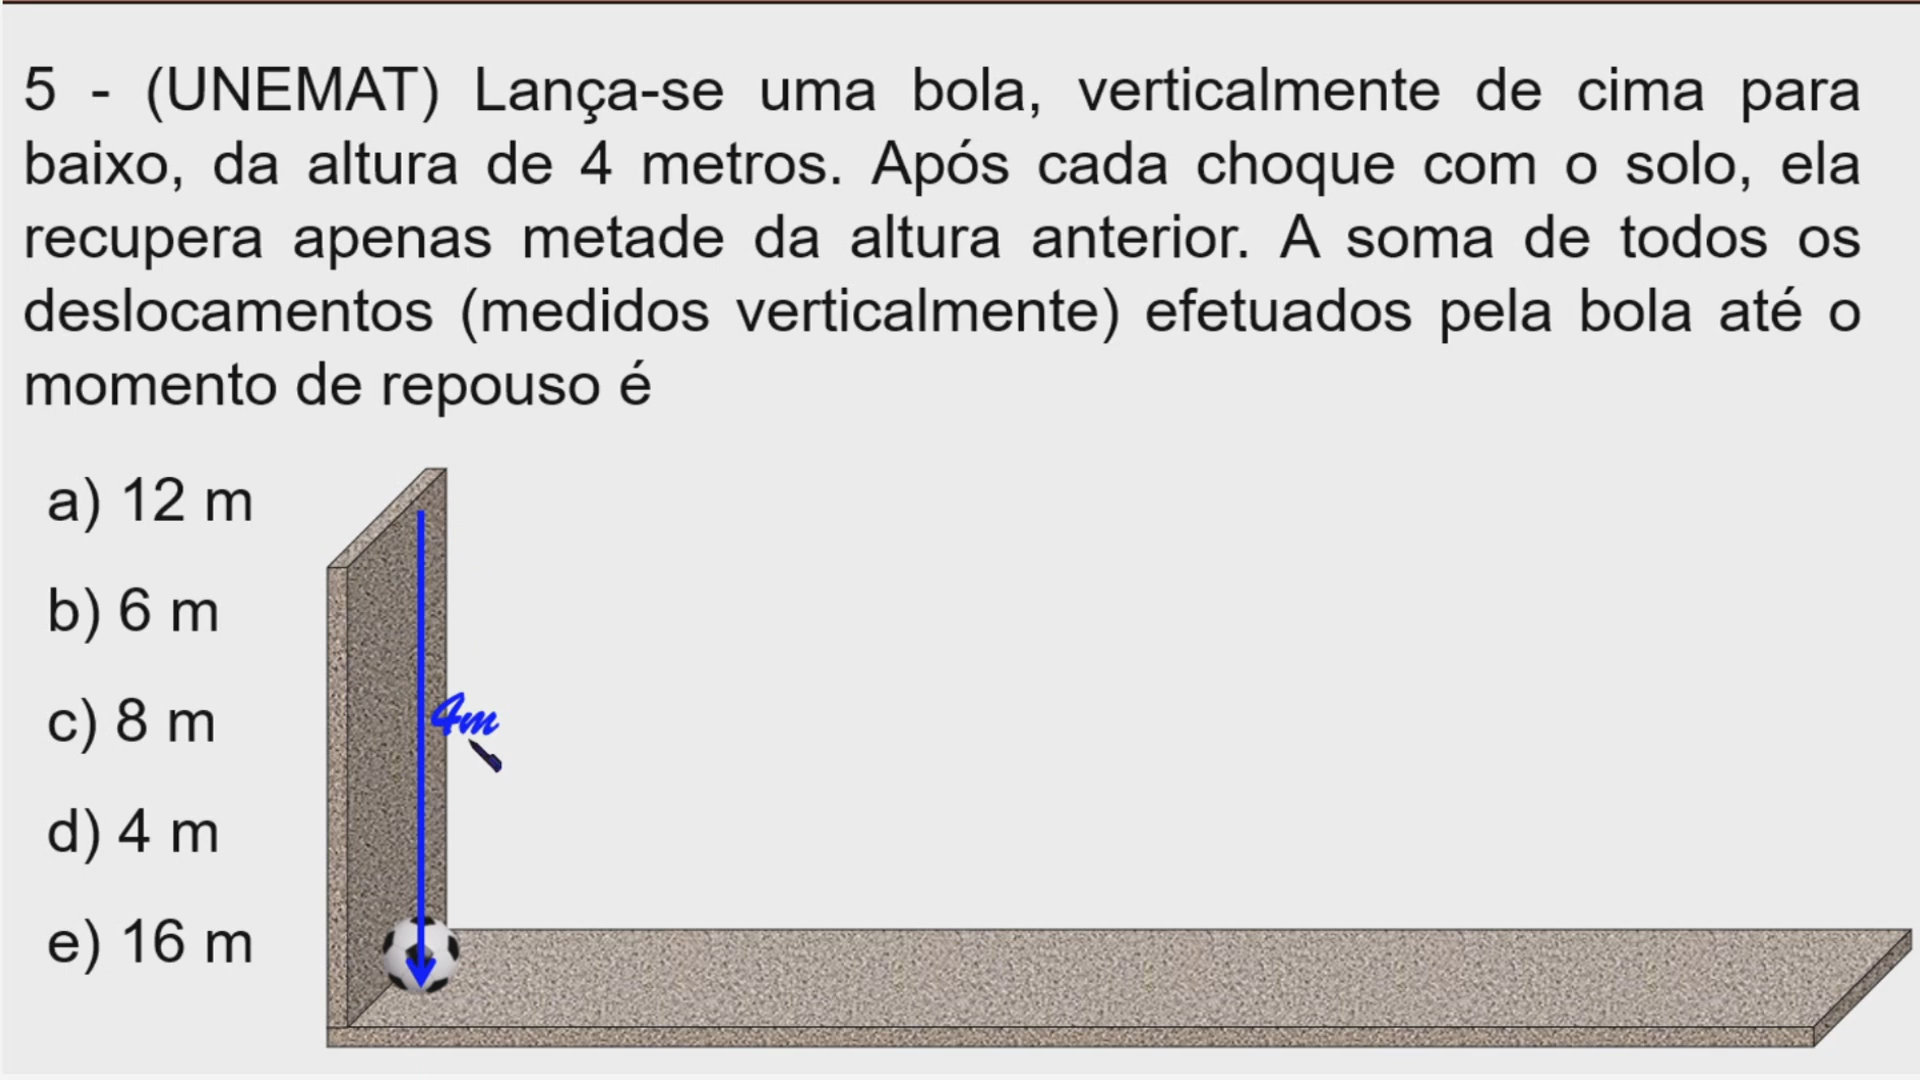 5 - (UNEMAT) Lança-se uma bola, verticalmente de cima para
baixo, da altura de 4 metros. Após cada choque com o solo, ela
recupera apenas metade da altura anterior. A soma de todos os
deslocamentos (medidos verticalmente) efetuados pela bola até o
momento de repouso é
a) 12 m
b) 6 m
c) 8 m
d) 4 m
e) 16 m
4m